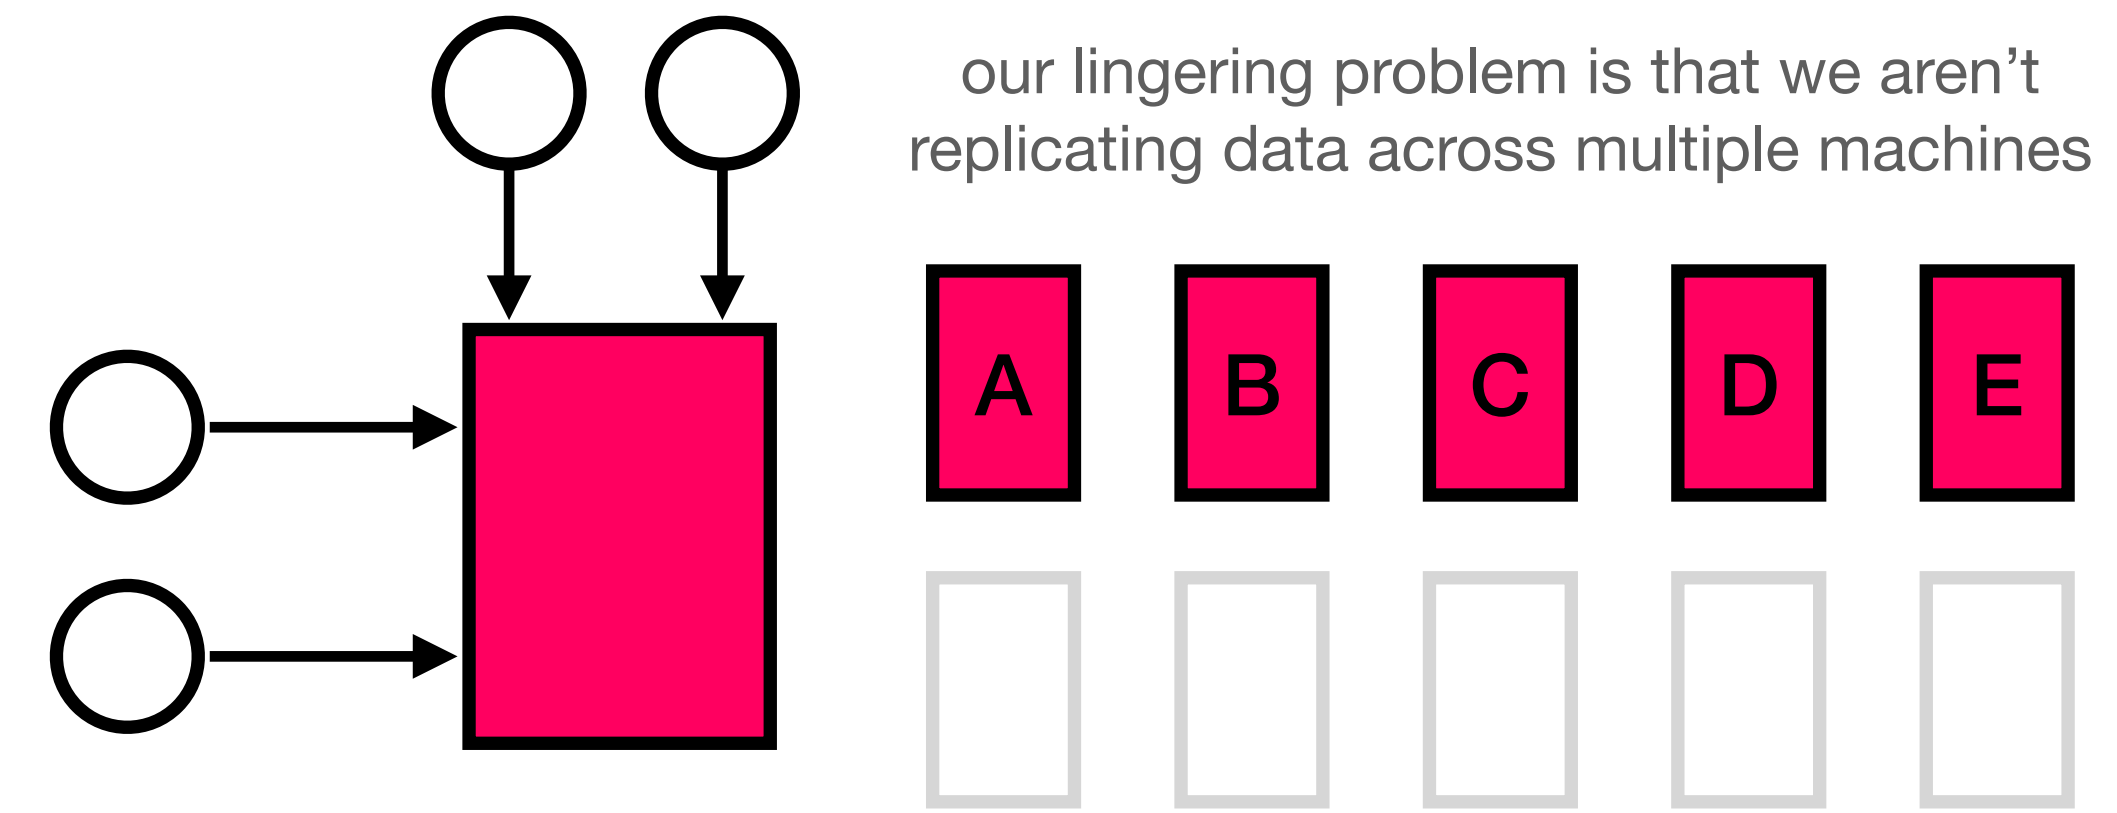 our lingering problem is that we aren’t
replicating data across multiple machines
A B C D E